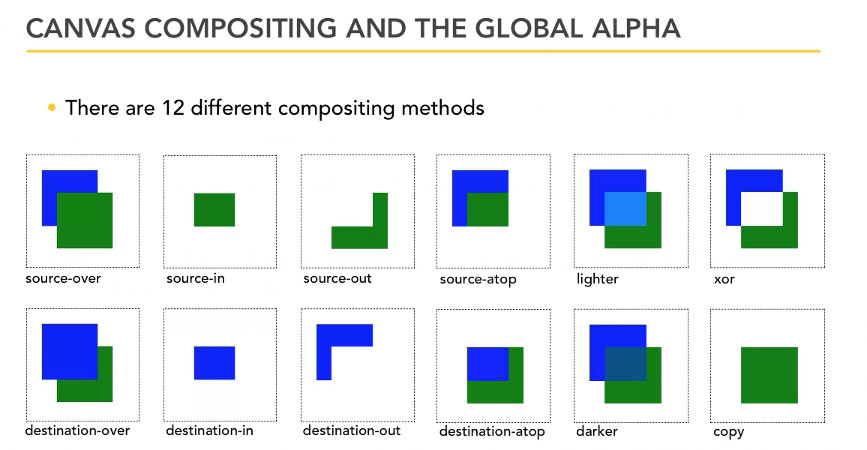 CANVAS COMPOSITING AND THE GLOBAL ALPHA
• There are 12 different compositing methods
source-over
source-in
source-out
source-atop
lighter
xor
destination-over
destination-in
destination-out
destination-atop
darker
copy